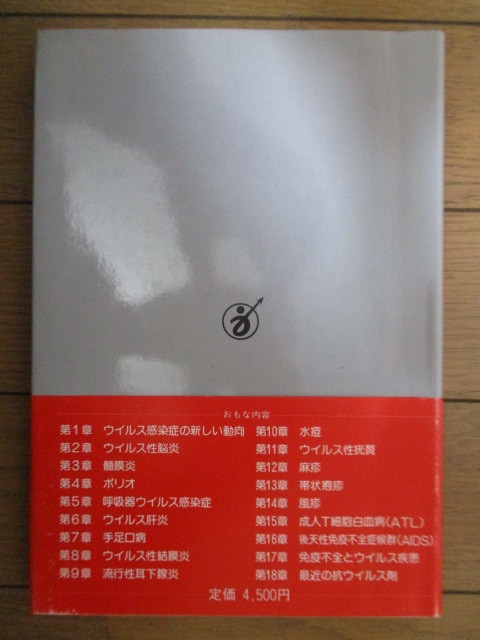 おもな内容
第1章 ウイルス感染症の新しい動向
第2章 ウイルス性脳炎
第3章 髄膜炎
第4章 ポリオ
第5章 呼吸器ウイルス感染症
第6章 ウイルス肝炎
第7章 手足口病
第8章 ウイルス性結膜炎
第9章 流行性耳下腺炎
第10章 水痘
第11章 ウイルス性疣贅
第12章 麻疹
第13章 帯状疱疹
第14章 風疹
第15章 成人T細胞白血病(ATL)
第16章 後天性免疫不全症候群(AIDS)
第17章 免疫不全とウイルス疾患
第18章 最近の抗ウイルス剤
定価 4,500円